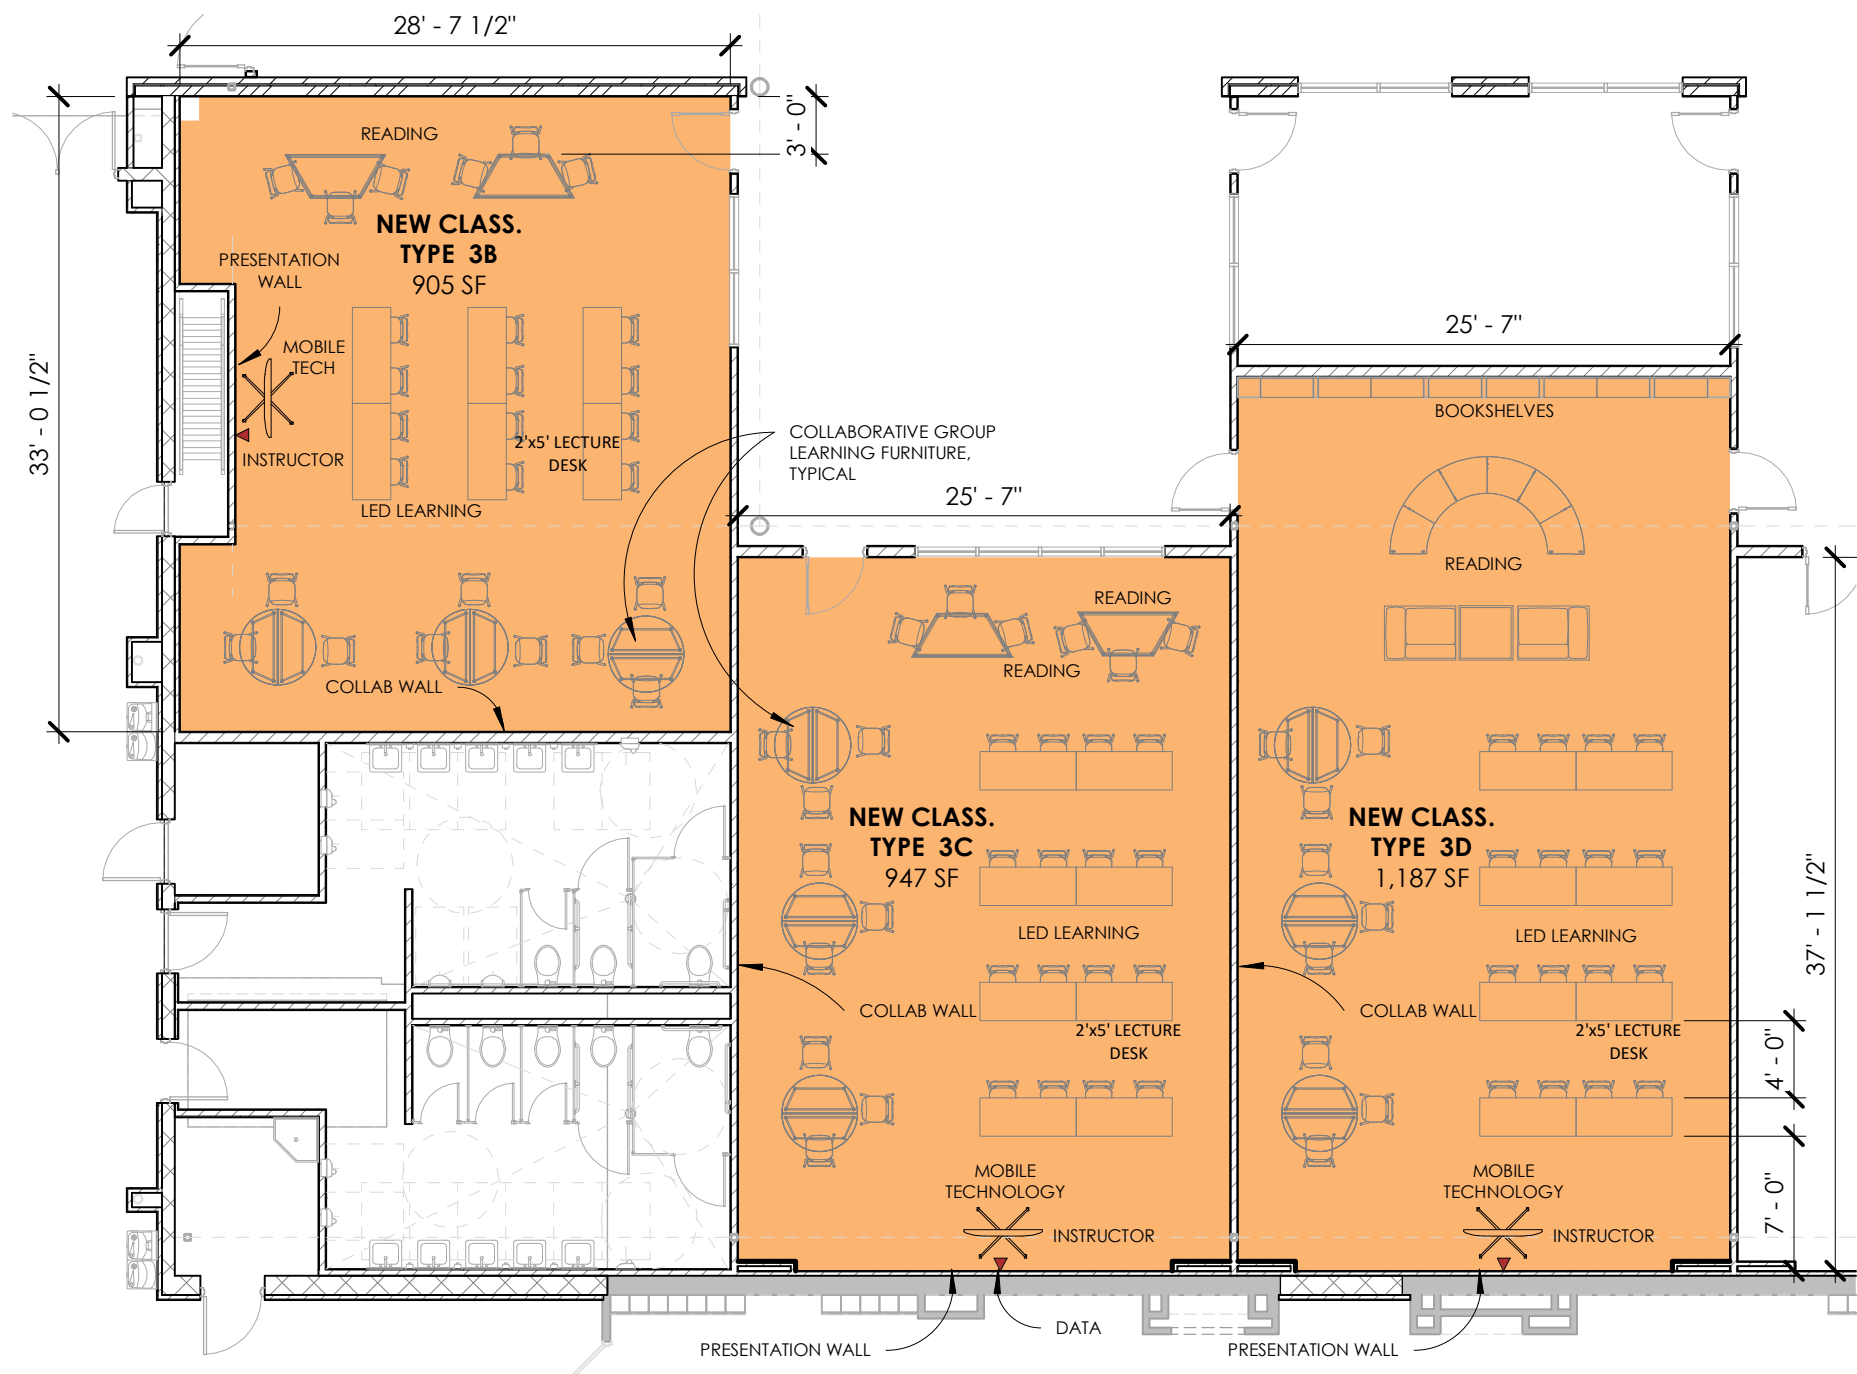 28' - 7 1/2"
3' - 0"
READING
NEW CLASS.
TYPE 3B
905 SF
PRESENTATION
WALL
MOBILE
TECH
INSTRUCTOR
33' - 0 1/2"
2'x5' LECTURE
DESK
LED LEARNING
COLLAB WALL
COLLABORATIVE GROUP
LEARNING FURNITURE,
TYPICAL
25' - 7"
25' - 7"
BOOKSHELVES
READING
READING
READING
NEW CLASS.
TYPE 3C
947 SF
LED LEARNING
COLLAB WALL
2'x5' LECTURE
DESK
MOBILE
TECHNOLOGY
INSTRUCTOR
NEW CLASS.
TYPE 3D
1,187 SF
LED LEARNING
COLLAB WALL
2'x5' LECTURE
DESK
MOBILE
TECHNOLOGY
INSTRUCTOR
37' - 1 1/2"
4' - 0"
7' - 0"
DATA
PRESENTATION WALL
PRESENTATION WALL